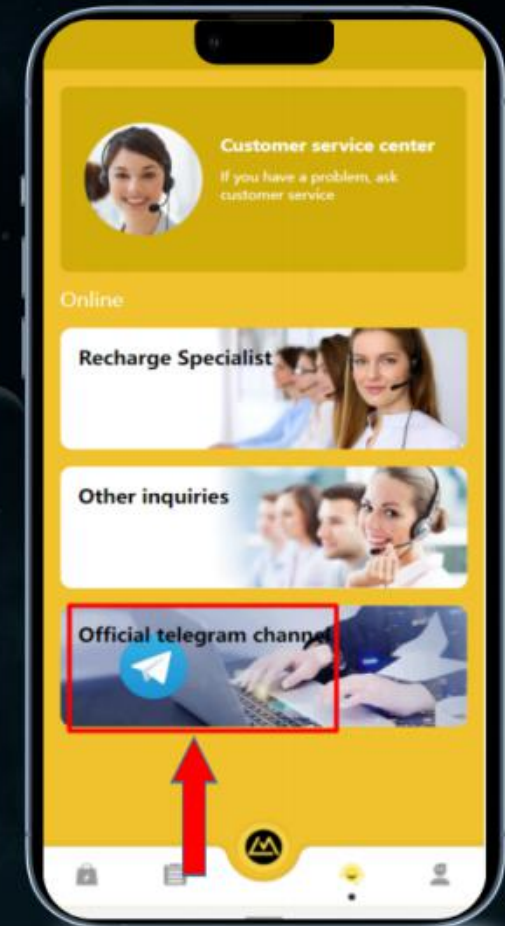 Customer service center
If you have a problem, ask
customer service
Online
Recharge Specialist
Other inquiries
Official telegram channel